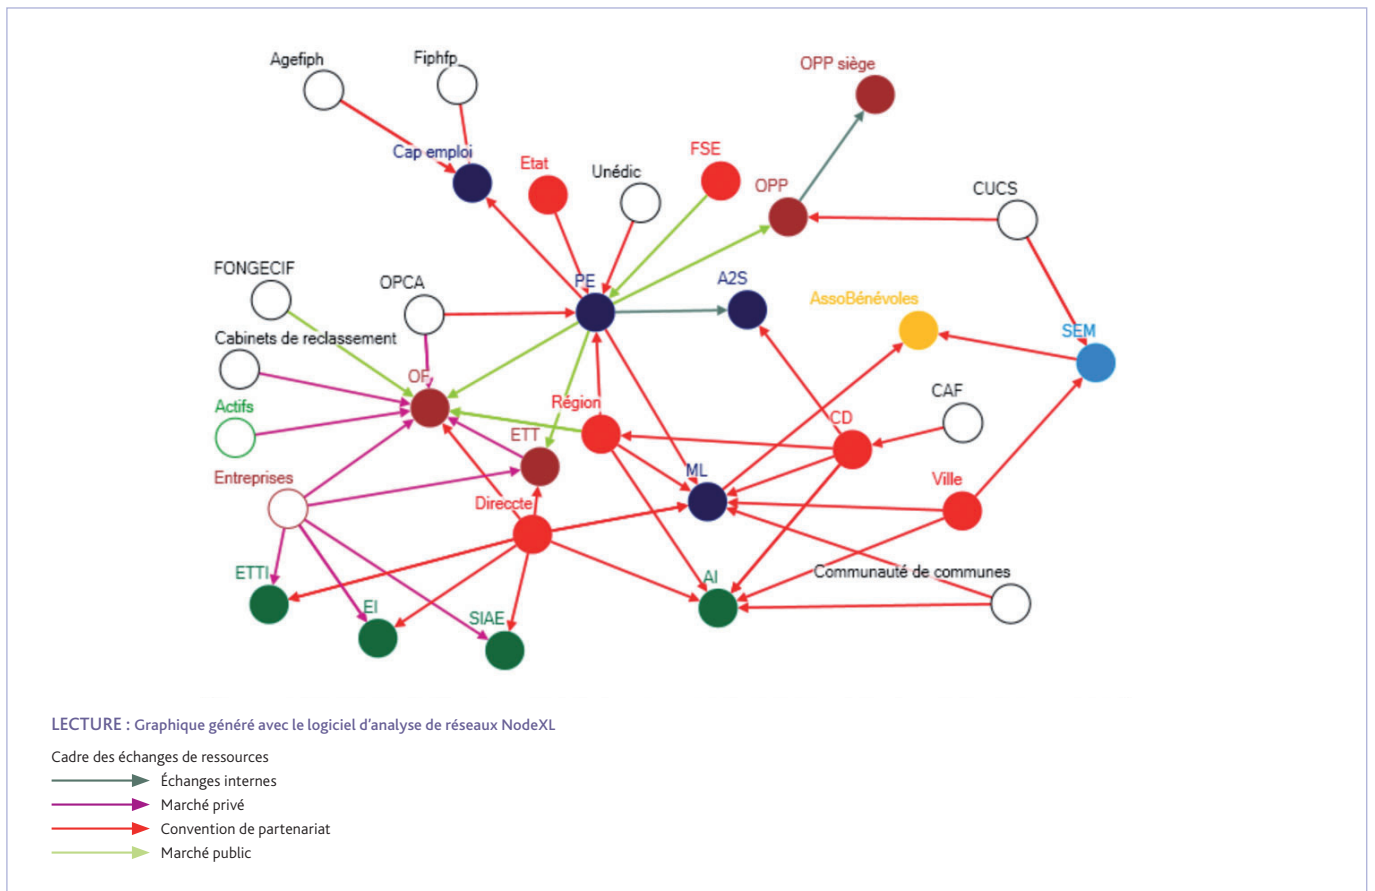 Agefiph
Fiphfp
OPP siège
Cap emploi
Etat
Unédic
FSE
OPP
CUCS
FONGECIF
OPCA
PE
A2S
AssoBénévoles
SEM
Cabinets de reclassement
OF
Actifs
Région
CAF
CD
ETT
Entreprises
ML
Ville
Direccte
ETTI
EI
SIAE
AI
Communauté de communes
LECTURE : Graphique généré avec le logiciel d'analyse de réseaux NodeXL
Cadre des échanges de ressources
Échanges internes
Marché privé
Convention de partenariat
Marché public